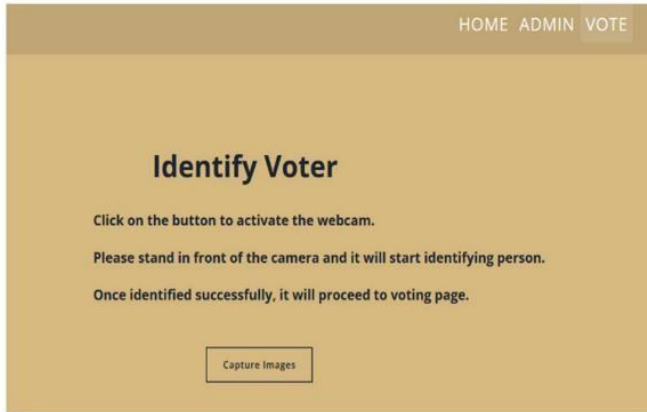 HOME ADMIN VOTE
Identify Voter
Click on the button to activate the webcam.
Please stand in front of the camera and it will start identifying person.
Once identified successfully, it will proceed to voting page.
Capture Images